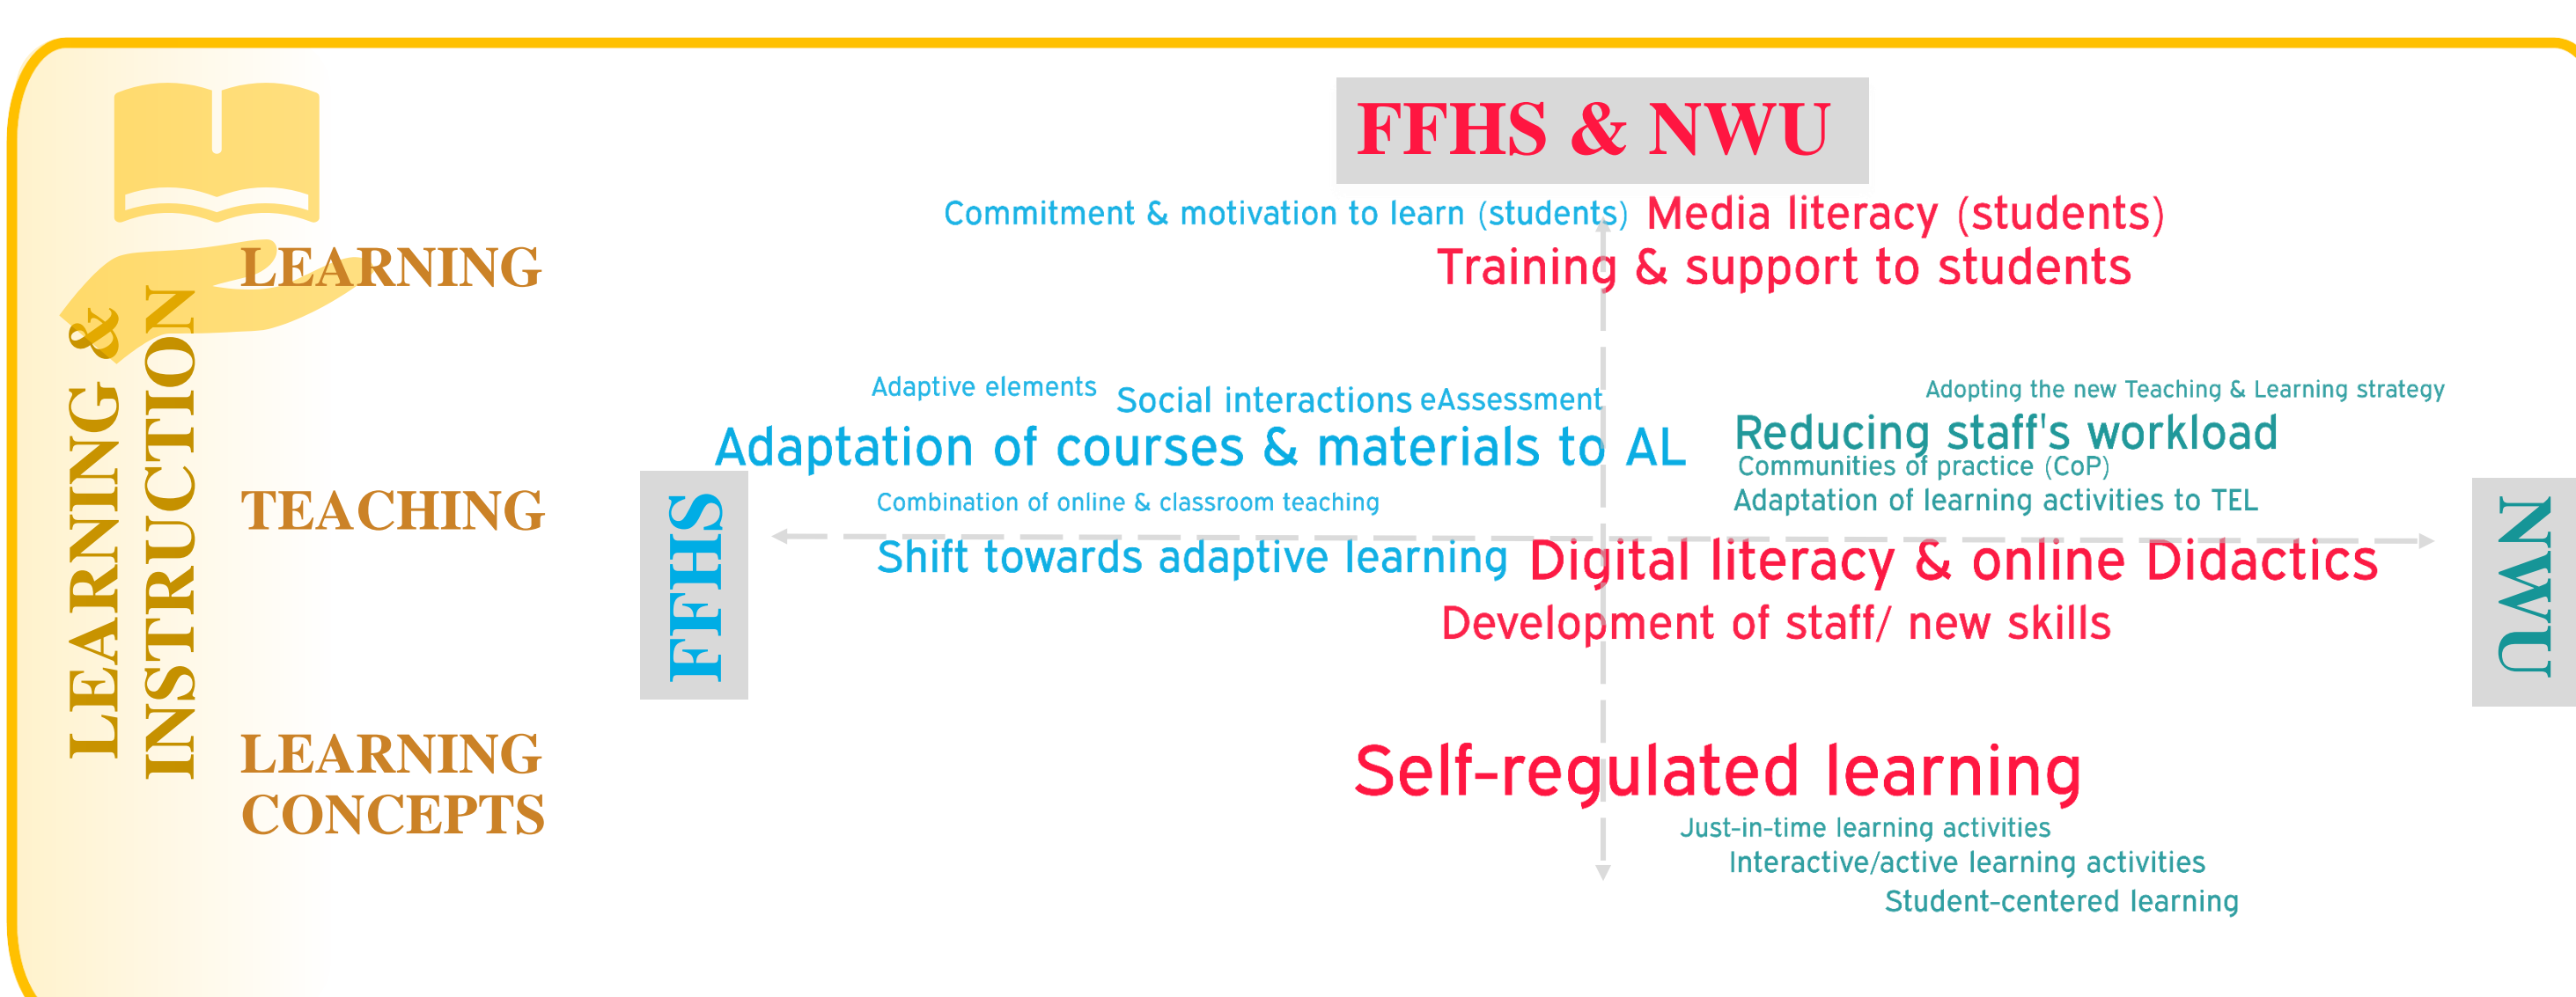 FFHS & NWU
LEARNING & INSTRUCTION
LEARNING
Commitment & motivation to learn (students)
Media literacy (students)
Training & support to students
TEACHING
FFHS
Adaptive elements
Social interactions
eAssessment
Adaptation of courses & materials to AL
Combination of online & classroom teaching
Shift towards adaptive learning
Adopting the new Teaching & Learning strategy
Reducing staff's workload
Communities of practice (CoP)
Adaptation of learning activities to TEL
Digital literacy & online Didactics
Development of staff/ new skills
NWU
LEARNING
CONCEPTS
Self-regulated learning
Just-in-time learning activities
Interactive/active learning activities
Student-centered learning